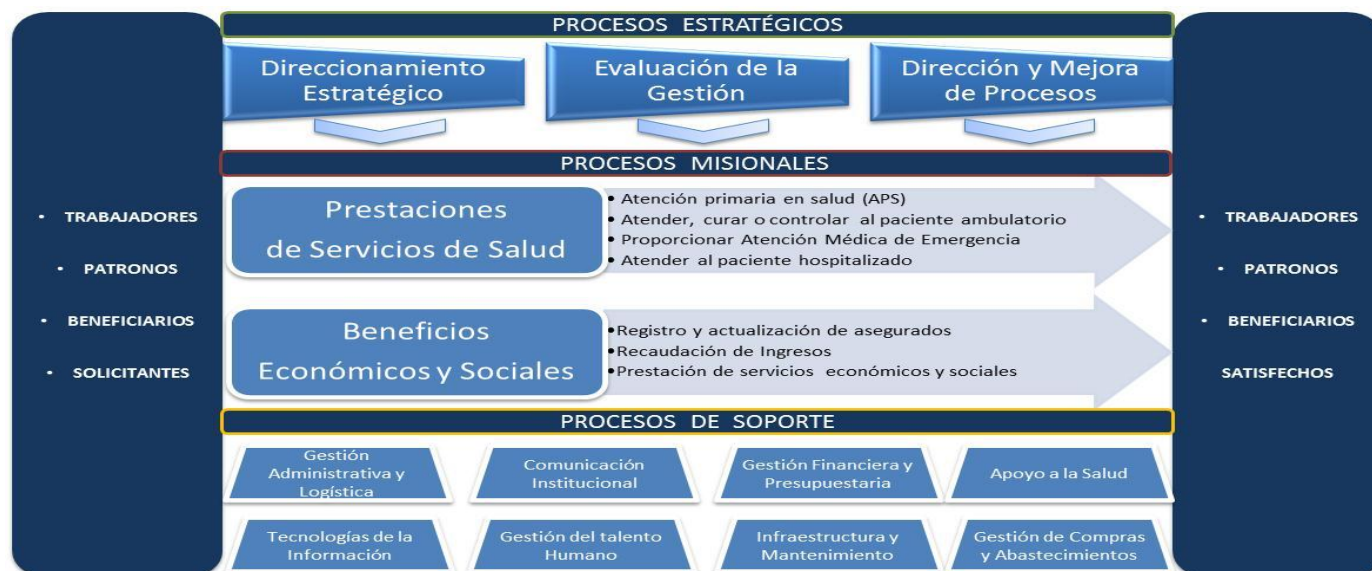 PROCESOS ESTRATÉGICOS
Direccionamiento
Estratégico
Evaluación de la
Gestión
Dirección y Mejora
de Procesos
PROCESOS MISIONALES
• TRABAJADORES
• PATRONOS
• BENEFICIARIOS
• SOLICITANTES
Prestaciones
de Servicios de Salud
• Atención primaria en salud (APS)
• Atender, curar o controlar al paciente ambulatorio
• Proporcionar Atención Médica de Emergencia
• Atender al paciente hospitalizado
Beneficios
Económicos y Sociales
•Registro y actualización de asegurados
•Recaudación de Ingresos
•Prestación de servicios económicos y sociales
• TRABAJADORES
• PATRONOS
• BENEFICIARIOS
SATISFECHOS
PROCESOS DE SOPORTE
Gestión
Administrativa y
Logística
Comunicación
Institucional
Gestión Financiera y
Presupuestaria
Apoyo a la Salud
Tecnologías de la
Información
Gestión del talento
Humano
Infraestructura y
Mantenimiento
Gestión de Compras
y Abastecimientos